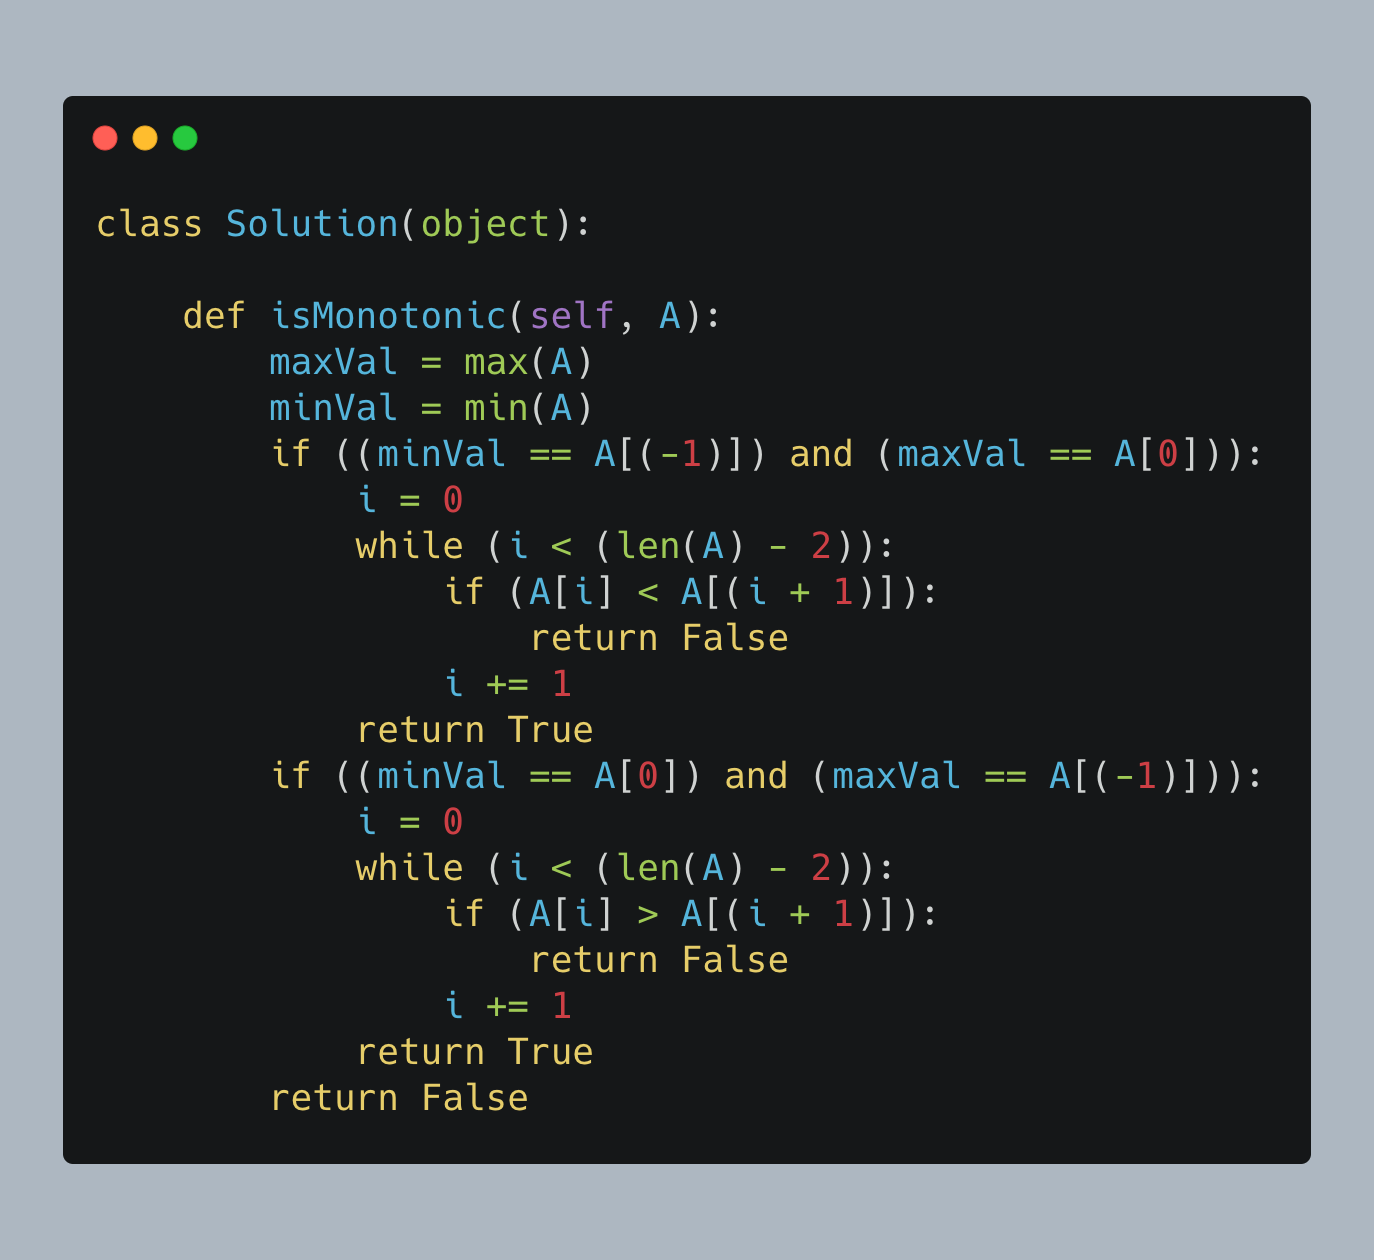 class Solution(object):

    def isMonotonic(self, A):
        maxVal = max(A)
        minVal = min(A)
        if ((minVal == A[(-1)]) and (maxVal == A[0])):
            i = 0
            while (i < (len(A) - 2)):
                if (A[i] < A[(i + 1)]):
                    return False
                i += 1
            return True
        if ((minVal == A[0]) and (maxVal == A[(-1)])):
            i = 0
            while (i < (len(A) - 2)):
                if (A[i] > A[(i + 1)]):
                    return False
                i += 1
            return True
        return False